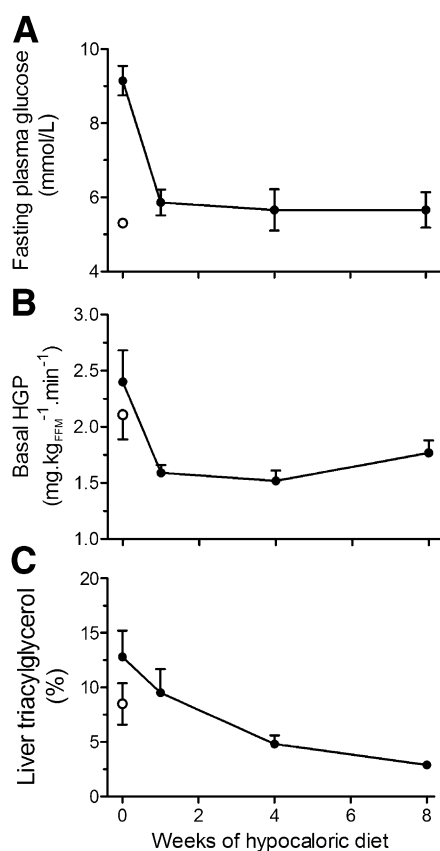 A
Fasting plasma glucose
(mmol/L)
10
8
6
4
B
Basal HGP
(mg.kgFFM-1.min-1)
3.0
2.5
2.0
1.5
1.0
C
Liver triacylglycerol
(%)
20
15
10
5
0
0 2 4 6 8
Weeks of hypocaloric diet